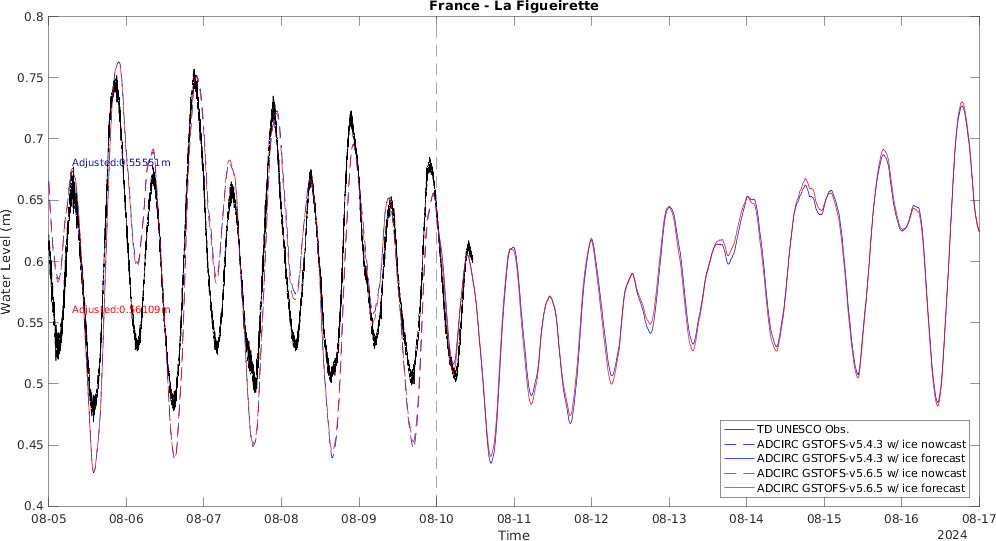 France - La Figueirette
0.8
0.75
0.7
0.65
0.6
0.55
0.5
0.45
0.4
Water Level (m)
Adjusted:0.55551m
Adjusted:0.56109m
TD UNESCO Obs.
ADCIRC GSTOFS-v5.4.3 w/ ice nowcast
ADCIRC GSTOFS-v5.4.3 w/ ice forecast
ADCIRC GSTOFS-v5.6.5 w/ ice nowcast
ADCIRC GSTOFS-v5.6.5 w/ ice forecast
08-05 08-06 08-07 08-08 08-09 08-10 08-11 08-12 08-13 08-14 08-15 08-16 08-17
Time
2024